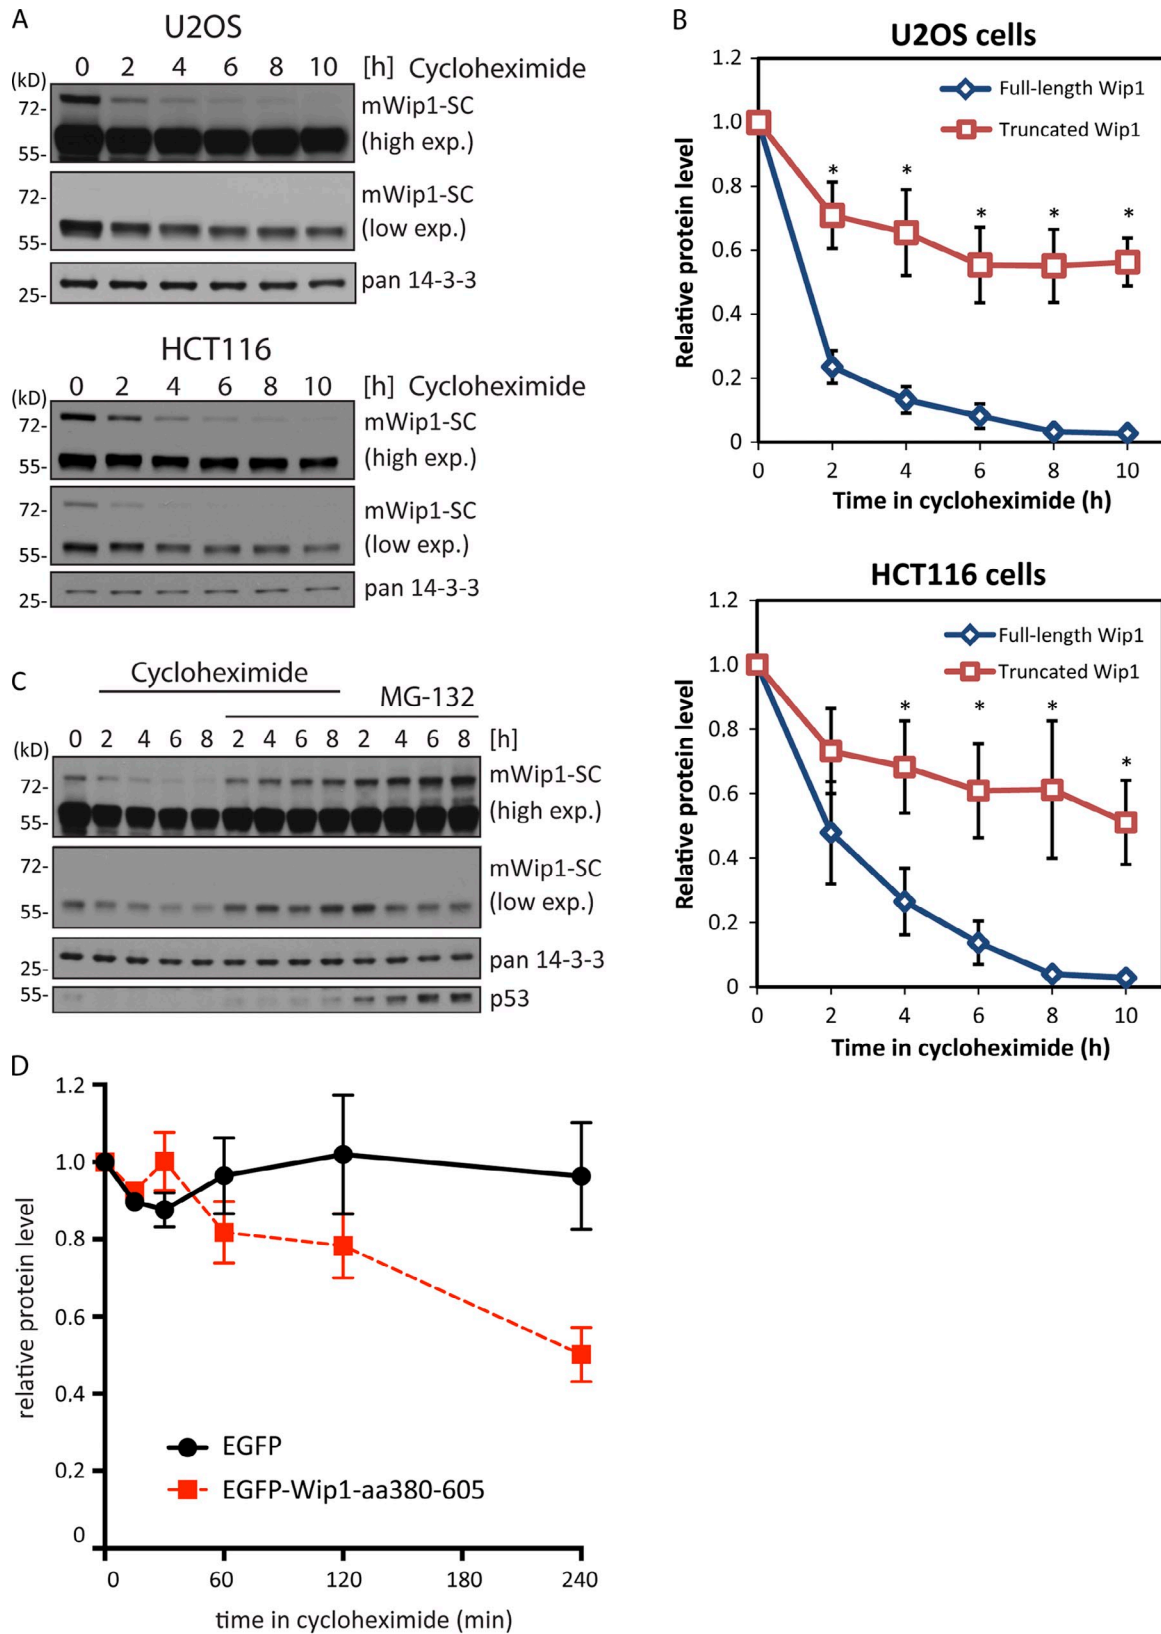 A
U2OS
0 2 4 6 8 10 [h] Cycloheximide
(kD)
72-
55-
mWip1-SC
(high exp.)
72-
55-
mWip1-SC
(low exp.)
25-
pan 14-3-3
HCT116
0 2 4 6 8 10 [h] Cycloheximide
(kD)
72-
55-
mWip1-SC
(high exp.)
72-
55-
mWip1-SC
(low exp.)
25-
pan 14-3-3
B
U2OS cells
1.2
1.0
0.8
0.6
0.4
0.2
0
Relative protein level
Full-length Wip1
Truncated Wip1
* * * * *
0 2 4 6 8 10
Time in cycloheximide (h)
HCT116 cells
1.2
1.0
0.8
0.6
0.4
0.2
0
Relative protein level
Full-length Wip1
Truncated Wip1
* * * *
0 2 4 6 8 10
Time in cycloheximide (h)
C
Cycloheximide
MG-132
0 2 4 6 8 2 4 6 8 2 4 6 8 [h]
(kD)
72-
55-
mWip1-SC
(high exp.)
72-
55-
mWip1-SC
(low exp.)
25-
pan 14-3-3
55-
p53
D
1.2
1.0
0.8
0.6
0.4
0.2
0
relative protein level
EGFP
EGFP-Wip1-aa380-605
0 60 120 180 240
time in cycloheximide (min)